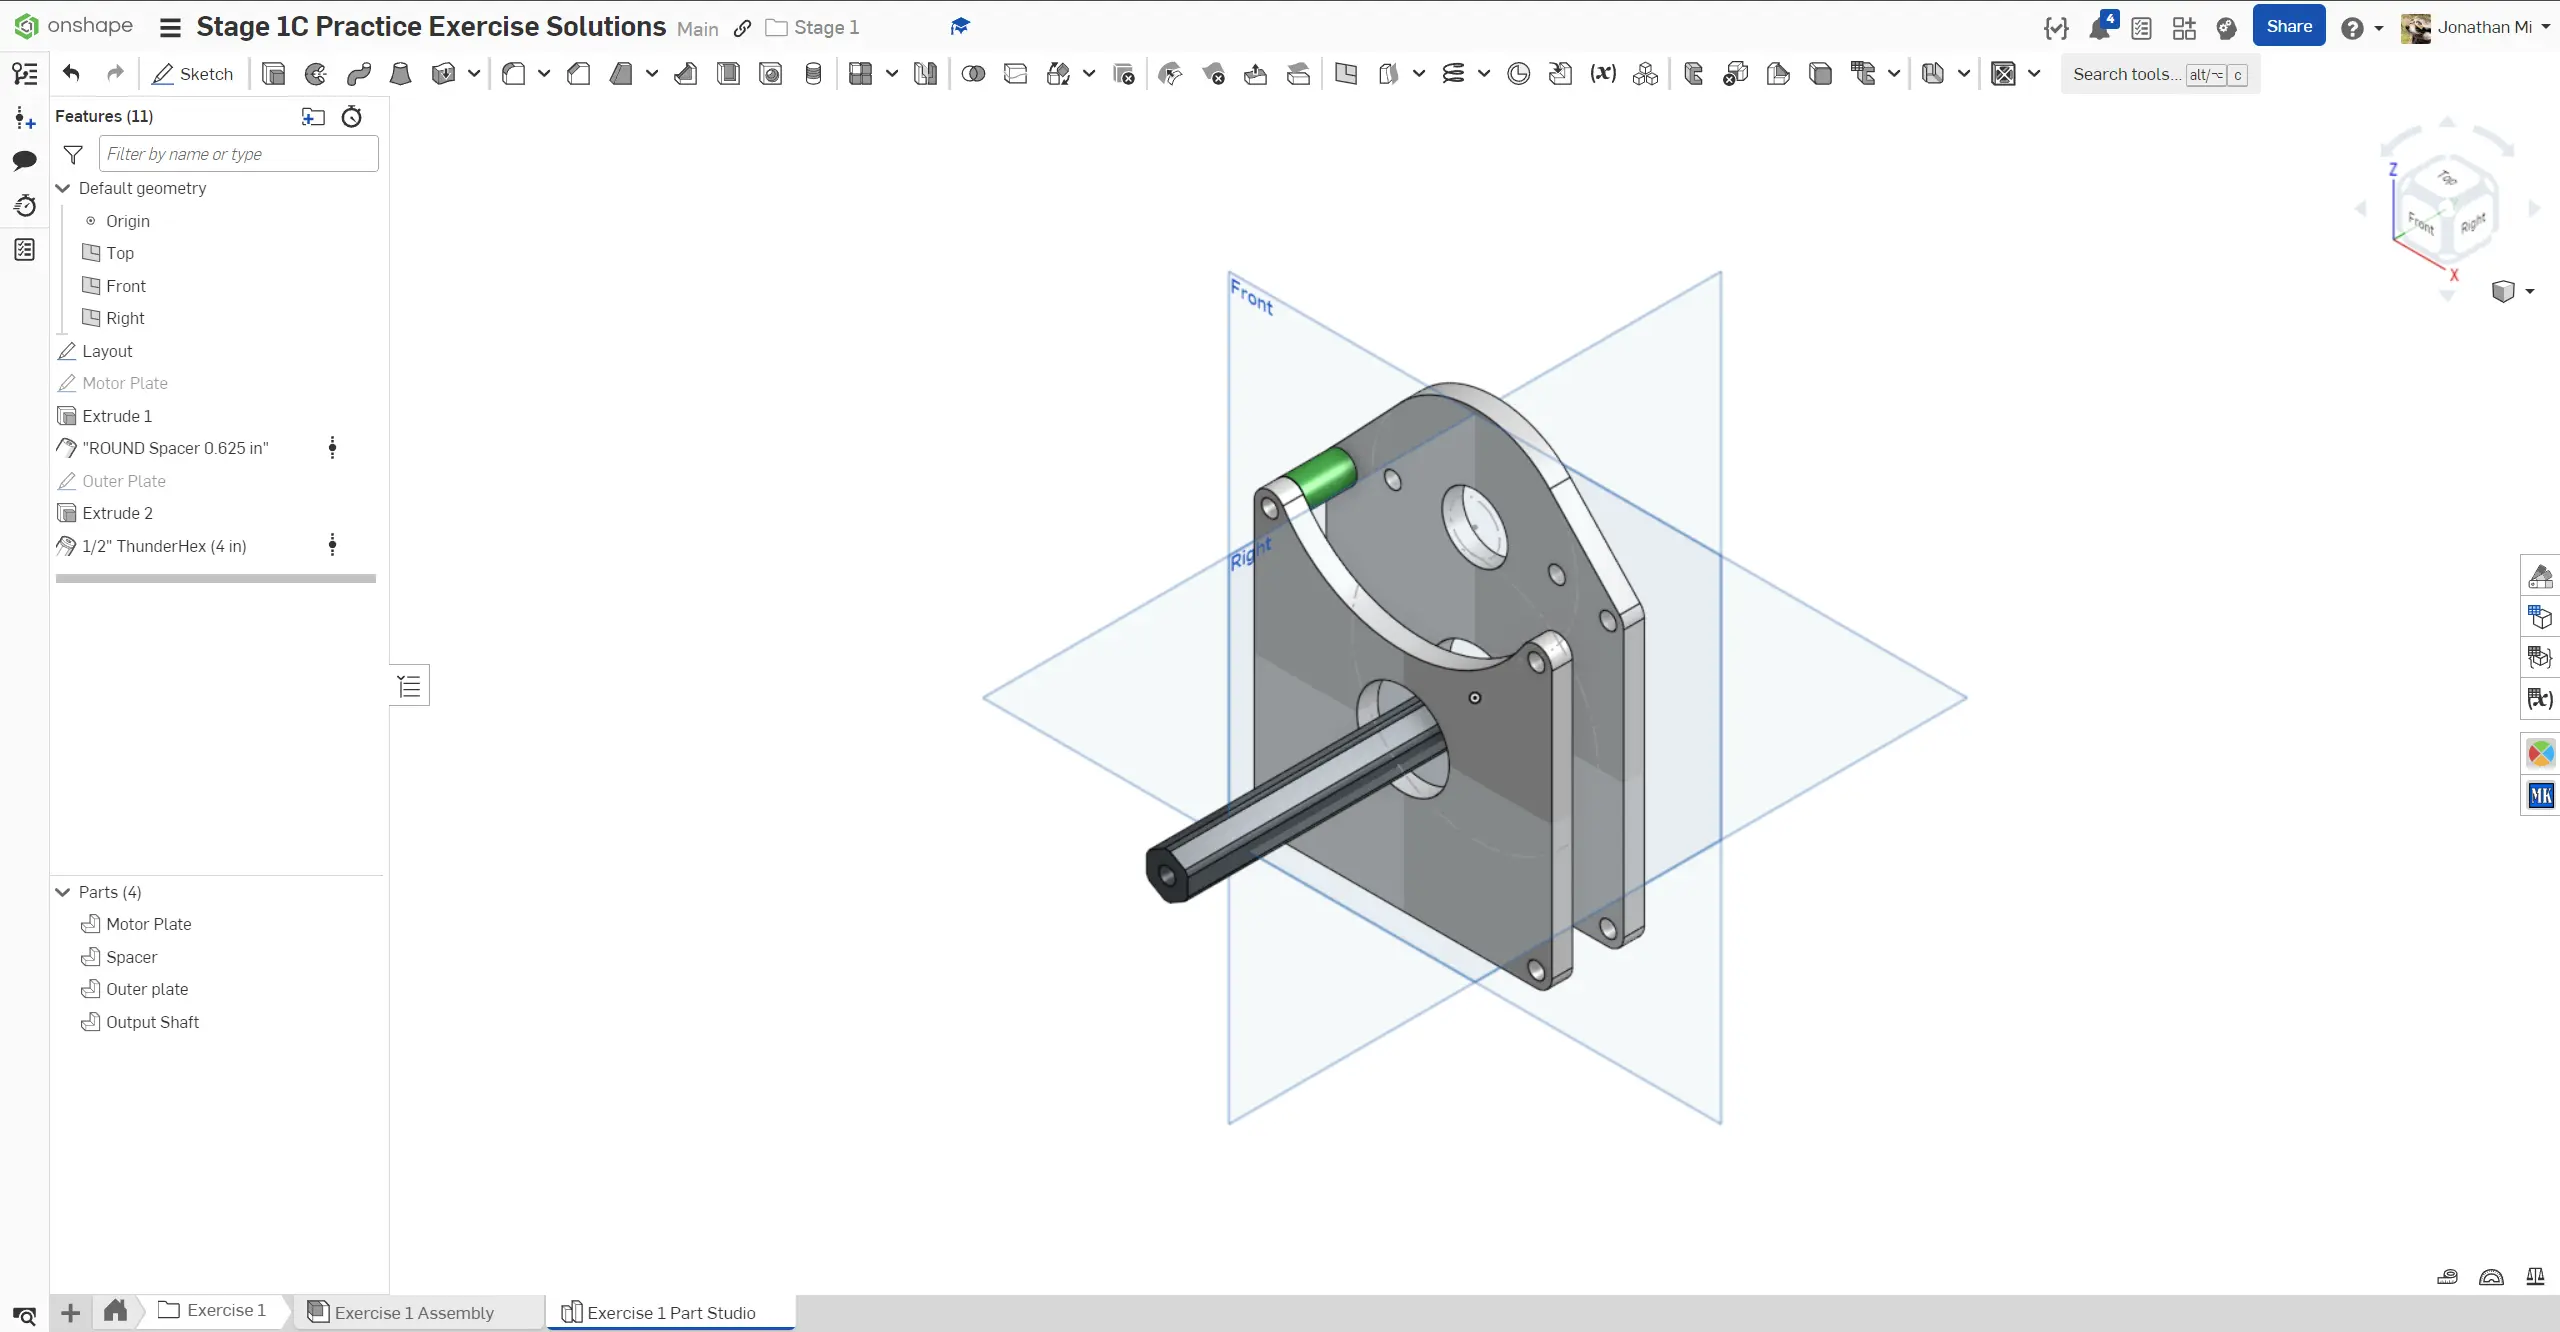 onshape
Stage 1C Practice Exercise Solutions
Main
Stage 1
4
Share
Jonathan Mi
Sketch
(x)
Search tools...
alt/⌥
c
Features (11)
Filter by name or type
Default geometry
Origin
Top
Front
Right
Layout
Motor Plate
Extrude 1
"ROUND Spacer 0.625 in"
Outer Plate
Extrude 2
1/2" ThunderHex (4 in)
Parts (4)
Motor Plate
Spacer
Outer plate
Output Shaft
Front
Right
Z
Top
Front
Right
X
(x)
MK
Exercise 1
Exercise 1 Assembly
Exercise 1 Part Studio